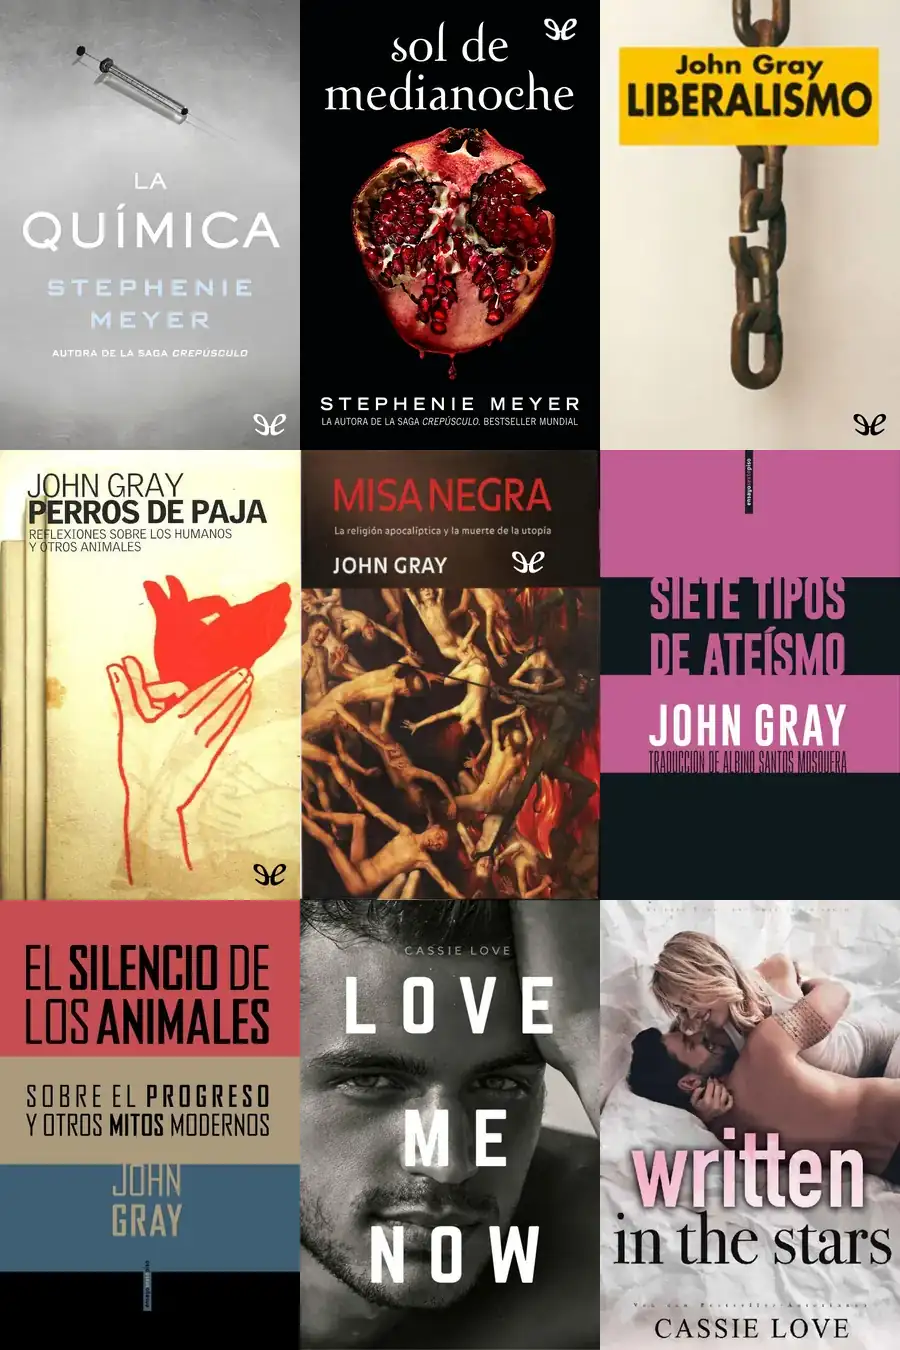 LA
QUÍMICA
STEPHENIE
MEYER
AUTORA DE LA SAGA CREPÚSCULO
sol de
medianoche
STEPHENIE MEYER
LA AUTORA DE LA SAGA CREPÚSCULO. BESTSELLER MUNDIAL
John Gray
LIBERALISMO
JOHN GRAY
PERROS DE PAJA
REFLEXIONES SOBRE LOS HUMANOS
Y OTROS ANIMALES
MISA NEGRA
La religión apocalíptica y la muerte de la utopía
JOHN GRAY
ensayosextopiso
SIETE TIPOS
DE ATEÍSMO
JOHN GRAY
TRADUCCIÓN DE ALBINO SANTOS MOSQUERA
EL SILENCIO DE
LOS ANIMALES
SOBRE EL PROGRESO
Y OTROS MITOS MODERNOS
JOHN
GRAY
CASSIE LOVE
LOVE
ME
NOW
written
in the stars
CASSIE LOVE